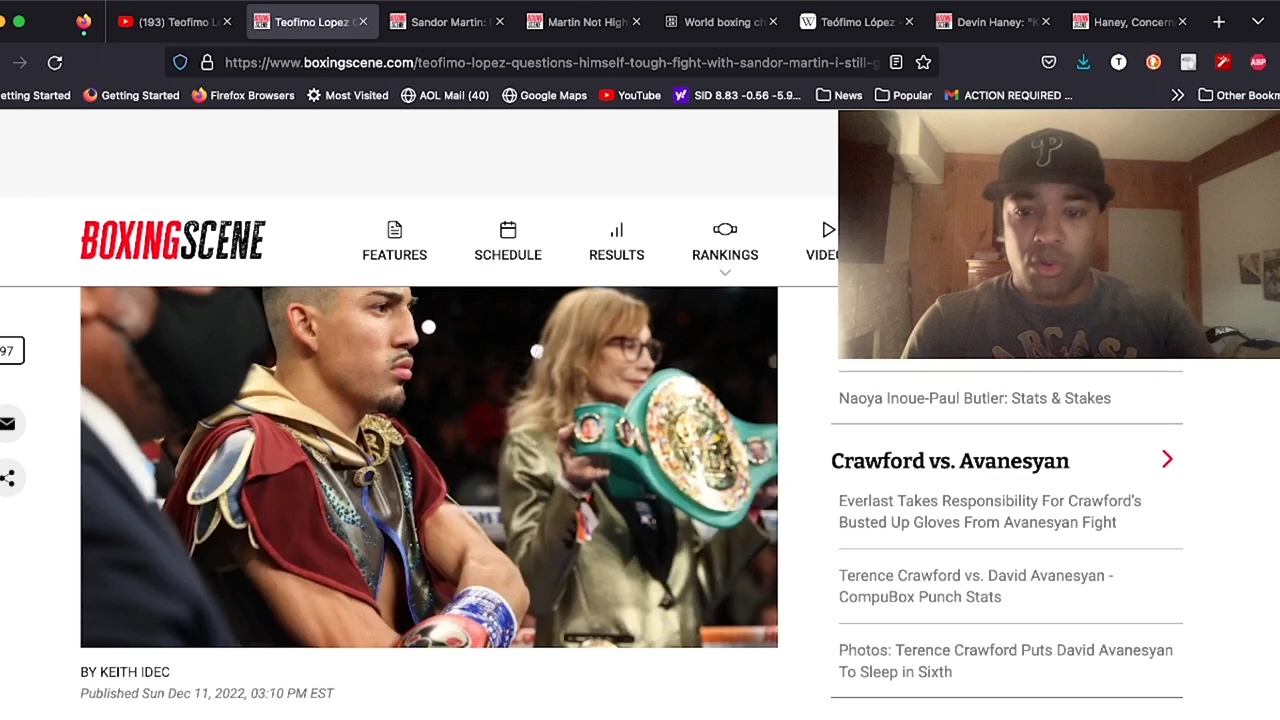 (193) Teofimo L
Teofimo Lopez C
Sandor Martin:
Martin Not High
World boxing ch
Teófimo López
Devin Haney: "K
Haney, Concern
https://www.boxingscene.com/teofimo-lopez-questions-himself-tough-fight-with-sandor-martin-i-still-g
T
ABP
etting Started
Getting Started
Firefox Browsers
Most Visited
AOL Mail (40)
Google Maps
YouTube
SID 8.83 -0.56 -5.9...
News
Popular
ACTION REQUIRED ...
Other Bookm
BOXINGSCENE
FEATURES
SCHEDULE
RESULTS
RANKINGS
VIDE
P
97
Naoya Inoue-Paul Butler: Stats & Stakes
Crawford vs. Avanesyan
Everlast Takes Responsibility For Crawford's
Busted Up Gloves From Avanesyan Fight
Terence Crawford vs. David Avanesyan -
CompuBox Punch Stats
Photos: Terence Crawford Puts David Avanesyan
To Sleep in Sixth
BY KEITH IDEC
Published Sun Dec 11, 2022, 03:10 PM EST